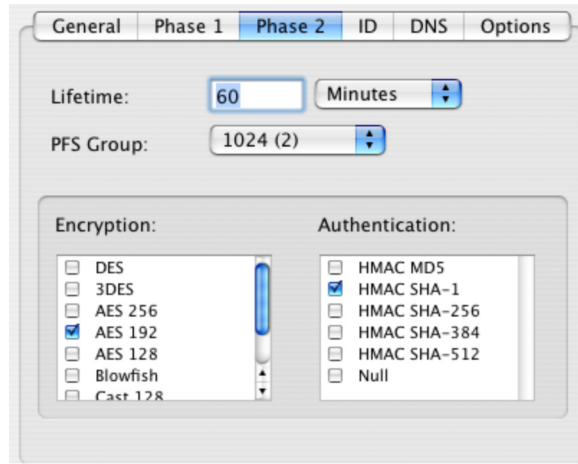 General Phase 1 Phase 2 ID DNS Options
Lifetime: 60 Minutes
PFS Group: 1024 (2)
Encryption: Authentication:
DES HMAC MD5
3DES HMAC SHA-1
AES 256 HMAC SHA-256
AES 192 HMAC SHA-384
AES 128 HMAC SHA-512
Blowfish Null
Cast 128